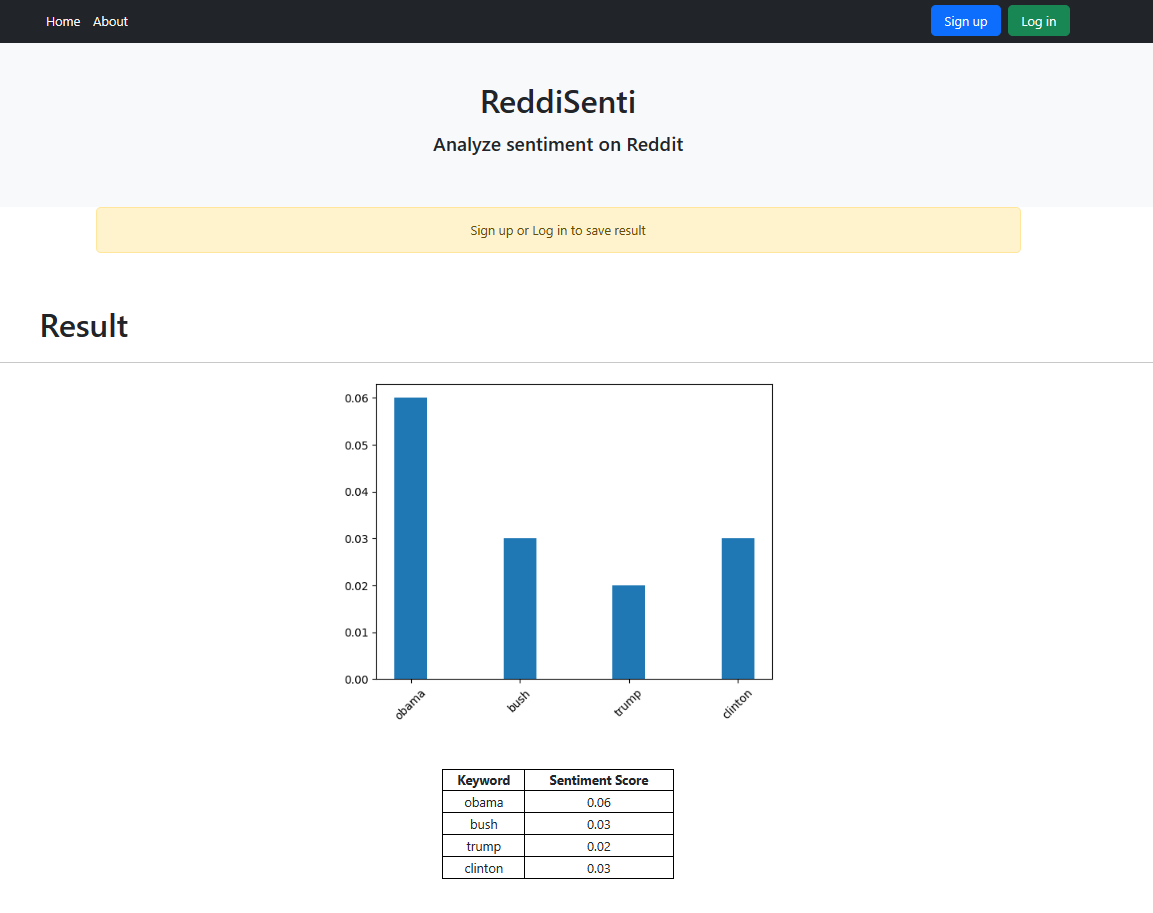 Home About Sign up Log in
ReddiSenti
Analyze sentiment on Reddit
Sign up or Log in to save result
Result
0.06
0.05
0.04
0.03
0.02
0.01
0.00
obama bush trump clinton
Keyword Sentiment Score
obama 0.06
bush 0.03
trump 0.02
clinton 0.03